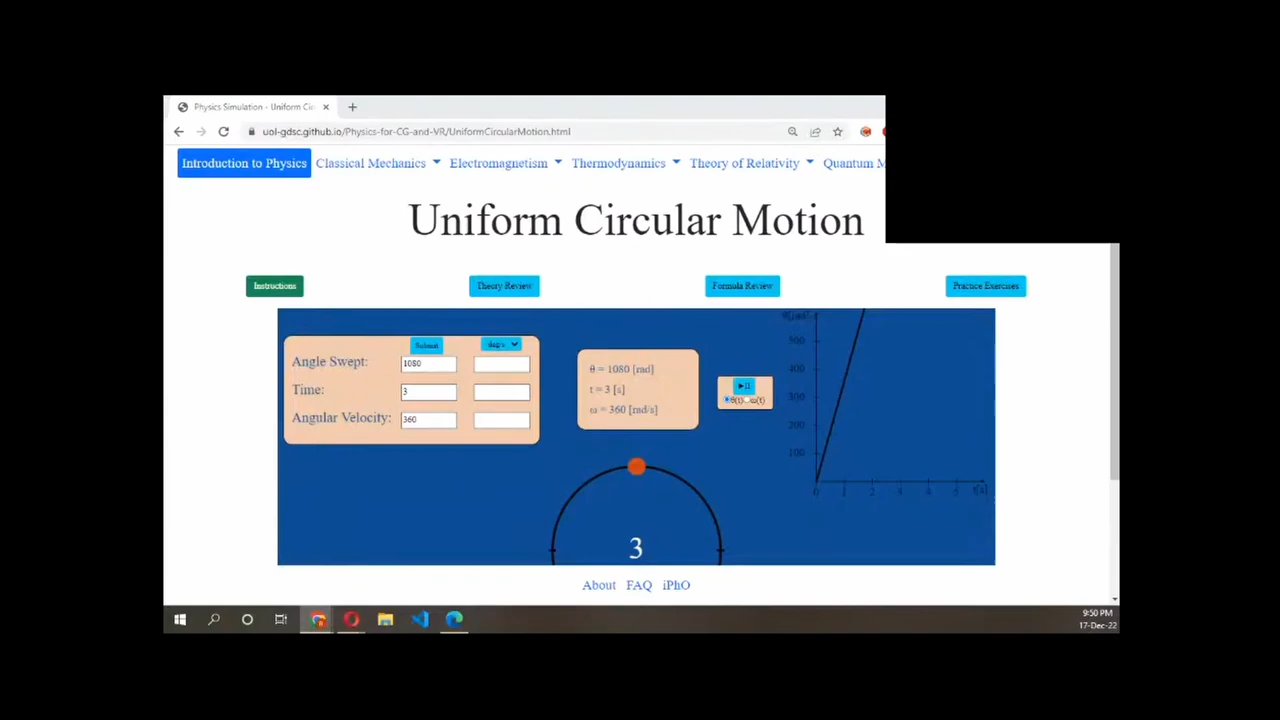 Physics Simulation - Uniform Cir
uol-gdsc.github.io/Physics-for-CG-and-VR/UniformCircularMotion.html
Introduction to Physics Classical Mechanics Electromagnetism Thermodynamics Theory of Relativity Quantum M
Uniform Circular Motion
Instructions Theory Review Formula Review Practice Exercises
Submit deg/s
Angle Swept: 1080
Time: 3
Angular Velocity: 360
θ = 1080 [rad]
t = 3 [s]
ω = 360 [rad/s]
θ(t) ω(t)
500
400
300
200
100
0 1 2 3 4 5 t[s]
3
About FAQ iPhO
9:50 PM
17-Dec-22